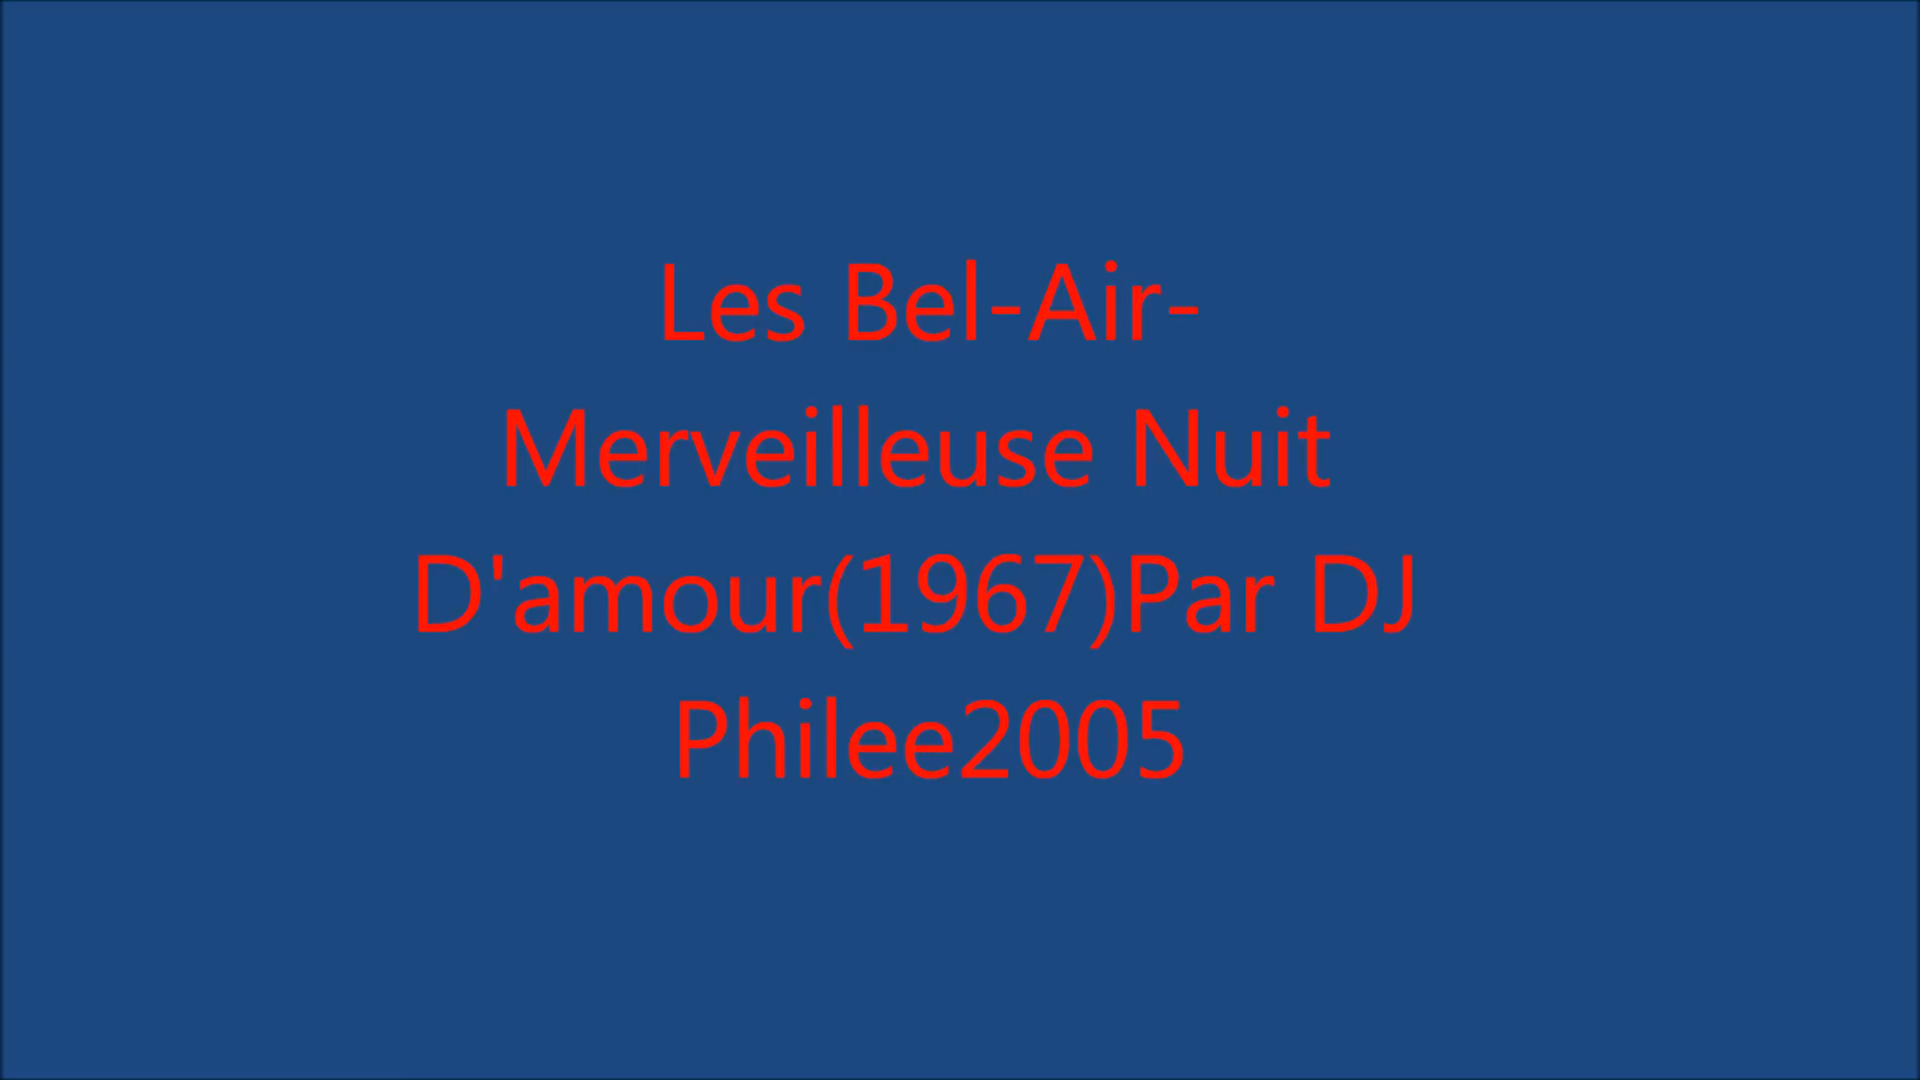 Les Bel-Air-
Merveilleuse Nuit
D'amour(1967)Par DJ
Philee2005